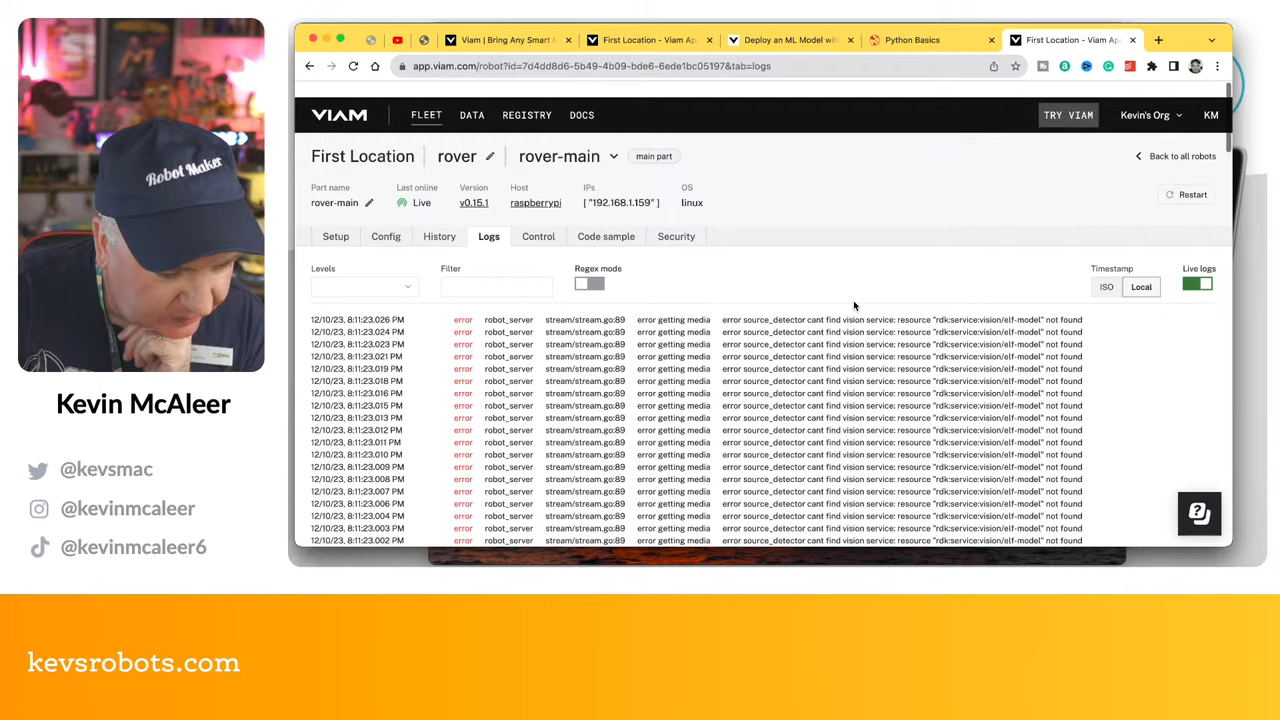 Viam | Bring Any Smart M
First Location - Viam Ap
Deploy an ML Model with
Python Basics
First Location - Viam Ap
app.viam.com/robot?id=7d4dd8d6-5b49-4b09-bde6-6ede1bc05197&tab=logs
VIAM
FLEET
DATA
REGISTRY
DOCS
TRY VIAM
Kevin's Org
KM
First Location
rover
rover-main
main part
Back to all robots
Part name
Last online
Version
Host
IPs
OS
rover-main
Live
v0.15.1
raspberrypi
[ "192.168.1.159" ]
linux
Restart
Setup
Config
History
Logs
Control
Code sample
Security
Levels
Filter
Regex mode
Timestamp
Live logs
ISO
Local
12/10/23, 8:11:23.026 PM error robot_server stream/stream.go:89 error getting media error source_detector cant find vision service: resource "rdk:service:vision/elf-model" not found
12/10/23, 8:11:23.024 PM error robot_server stream/stream.go:89 error getting media error source_detector cant find vision service: resource "rdk:service:vision/elf-model" not found
12/10/23, 8:11:23.023 PM error robot_server stream/stream.go:89 error getting media error source_detector cant find vision service: resource "rdk:service:vision/elf-model" not found
12/10/23, 8:11:23.021 PM error robot_server stream/stream.go:89 error getting media error source_detector cant find vision service: resource "rdk:service:vision/elf-model" not found
12/10/23, 8:11:23.019 PM error robot_server stream/stream.go:89 error getting media error source_detector cant find vision service: resource "rdk:service:vision/elf-model" not found
12/10/23, 8:11:23.018 PM error robot_server stream/stream.go:89 error getting media error source_detector cant find vision service: resource "rdk:service:vision/elf-model" not found
12/10/23, 8:11:23.016 PM error robot_server stream/stream.go:89 error getting media error source_detector cant find vision service: resource "rdk:service:vision/elf-model" not found
12/10/23, 8:11:23.015 PM error robot_server stream/stream.go:89 error getting media error source_detector cant find vision service: resource "rdk:service:vision/elf-model" not found
12/10/23, 8:11:23.013 PM error robot_server stream/stream.go:89 error getting media error source_detector cant find vision service: resource "rdk:service:vision/elf-model" not found
12/10/23, 8:11:23.012 PM error robot_server stream/stream.go:89 error getting media error source_detector cant find vision service: resource "rdk:service:vision/elf-model" not found
12/10/23, 8:11:23.011 PM error robot_server stream/stream.go:89 error getting media error source_detector cant find vision service: resource "rdk:service:vision/elf-model" not found
12/10/23, 8:11:23.010 PM error robot_server stream/stream.go:89 error getting media error source_detector cant find vision service: resource "rdk:service:vision/elf-model" not found
12/10/23, 8:11:23.009 PM error robot_server stream/stream.go:89 error getting media error source_detector cant find vision service: resource "rdk:service:vision/elf-model" not found
12/10/23, 8:11:23.008 PM error robot_server stream/stream.go:89 error getting media error source_detector cant find vision service: resource "rdk:service:vision/elf-model" not found
12/10/23, 8:11:23.007 PM error robot_server stream/stream.go:89 error getting media error source_detector cant find vision service: resource "rdk:service:vision/elf-model" not found
12/10/23, 8:11:23.006 PM error robot_server stream/stream.go:89 error getting media error source_detector cant find vision service: resource "rdk:service:vision/elf-model" not found
12/10/23, 8:11:23.004 PM error robot_server stream/stream.go:89 error getting media error source_detector cant find vision service: resource "rdk:service:vision/elf-model" not found
12/10/23, 8:11:23.003 PM error robot_server stream/stream.go:89 error getting media error source_detector cant find vision service: resource "rdk:service:vision/elf-model" not found
12/10/23, 8:11:23.002 PM error robot_server stream/stream.go:89 error getting media error source_detector cant find vision service: resource "rdk:service:vision/elf-model" not found
Robot Maker
Kevin McAleer
@kevsmac
@kevinmcaleer
@kevinmcaleer6
kevsrobots.com